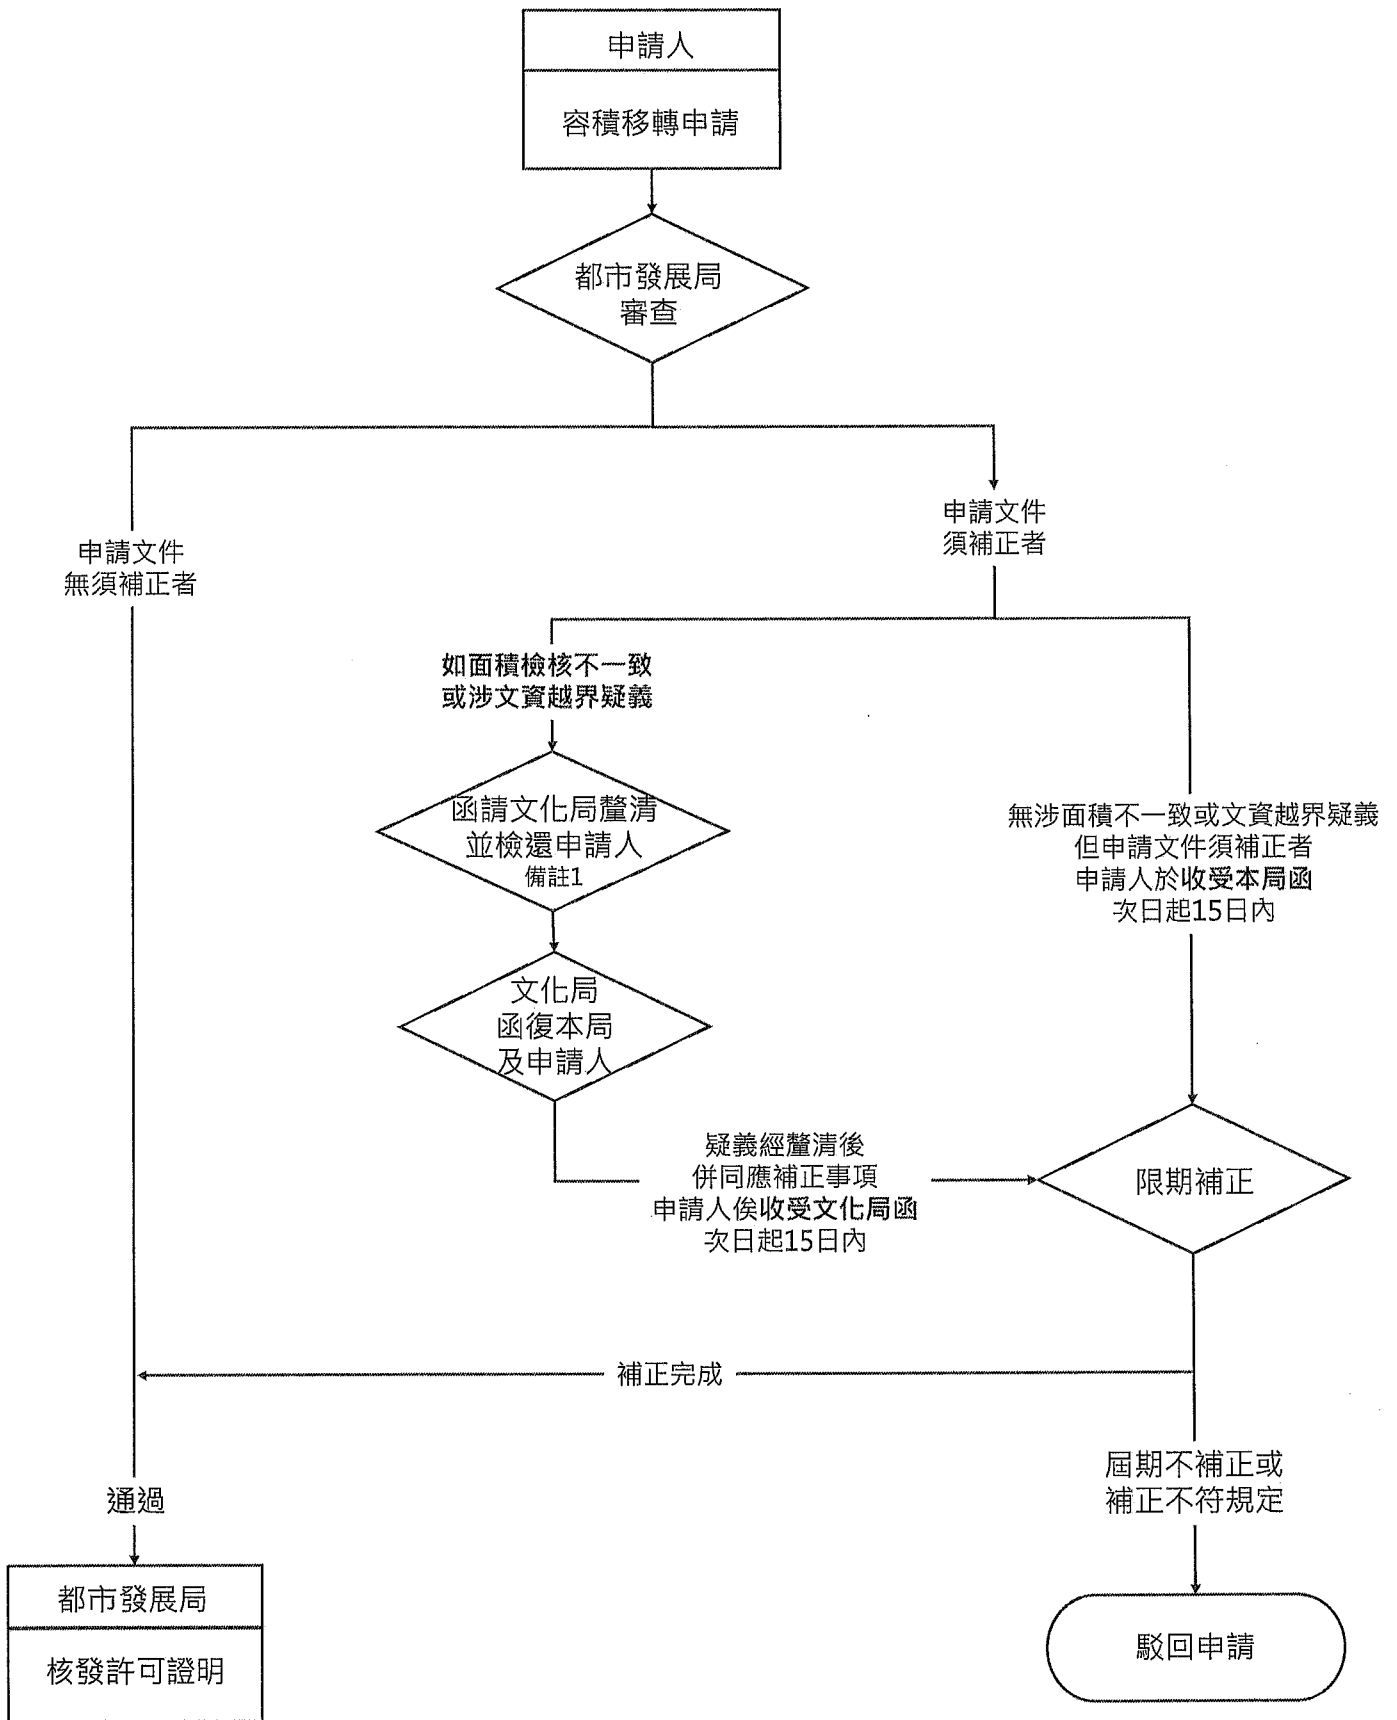 申請人
容積移轉申請
都市發展局
審查
申請文件
無須補正者
申請文件
須補正者
如面積檢核不一致
或涉文資越界疑義
函請文化局釐清
並檢還申請人
備註1
無涉面積不一致或文資越界疑義
但申請文件須補正者
申請人於收受本局函
次日起15日內
文化局
函復本局
及申請人
疑義經釐清後
併同應補正事項
申請人俟收受文化局函
次日起15日內
限期補正
補正完成
屆期不補正或
補正不符規定
通過
都市發展局
核發許可證明
駁回申請